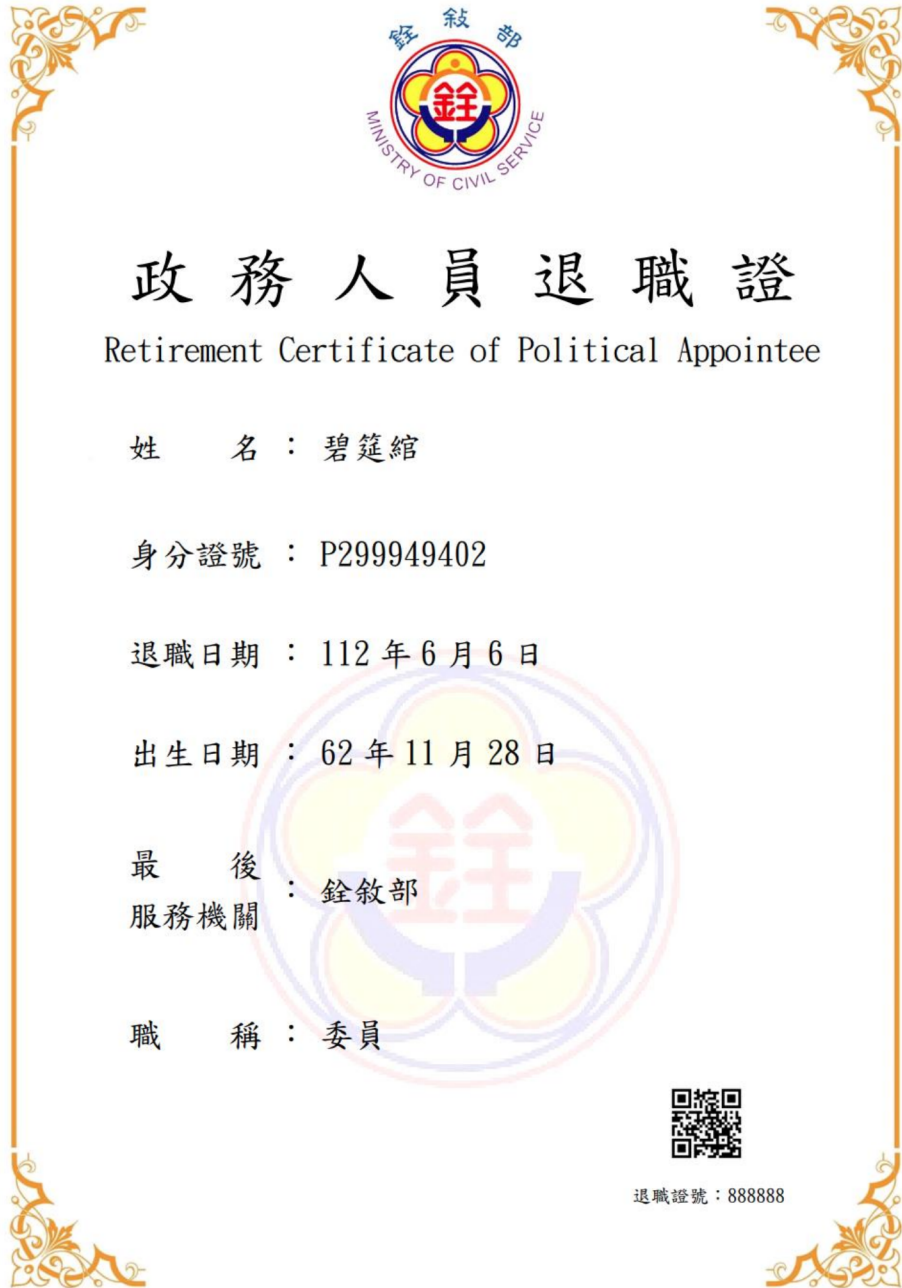 銓敍部
銓
MINISTRY OF CIVIL SERVICE
政務人員退職證
Retirement Certificate of Political Appointee
姓　　名：碧筵綰
身分證號：P299949402
退職日期：112年6月6日
出生日期：62年11月28日
最　　後
服務機關：銓敘部
職　　稱：委員
銓
退職證號：888888